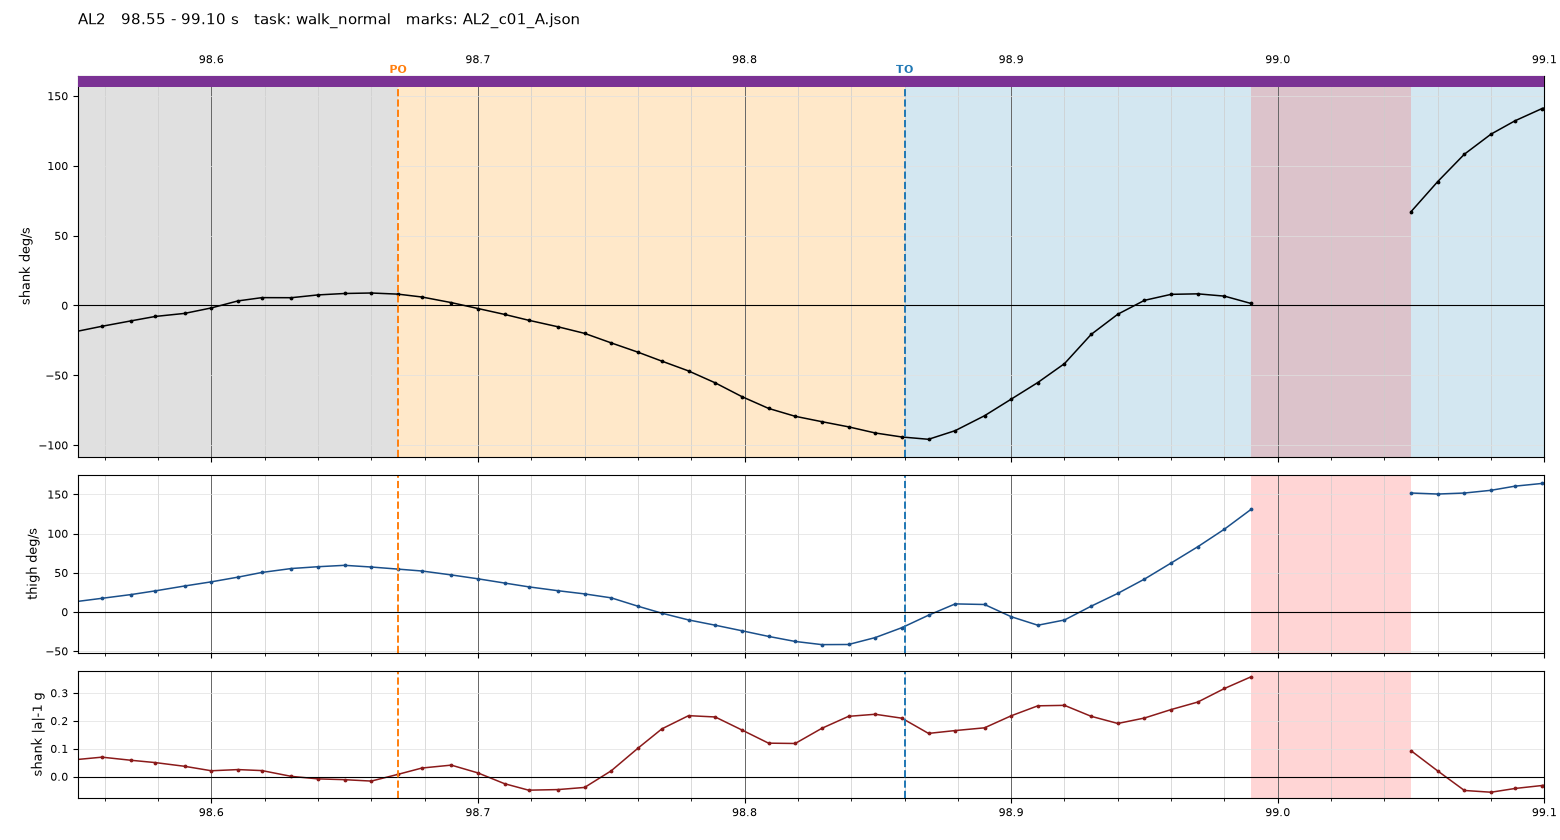 AL2   98.55 - 99.10 s   task: walk_normal   marks: AL2_c01_A.json
98.6 98.7 98.8 98.9 99.0 99.1
PO TO
shank deg/s
150
100
50
0
−50
−100
thigh deg/s
150
100
50
0
−50
shank |a|-1 g
0.3
0.2
0.1
0.0
98.6 98.7 98.8 98.9 99.0 99.1